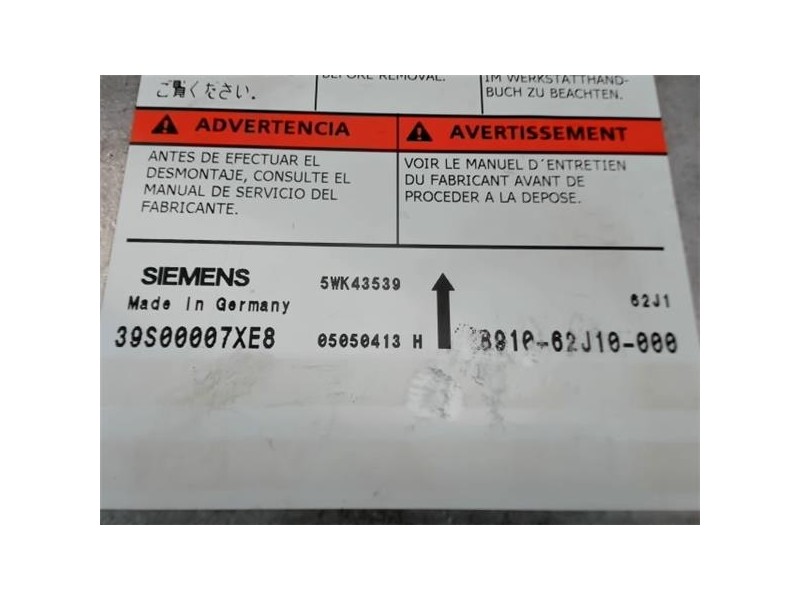 ご覧ください。
BEFORE REMOVAL.
IM WERKSTATTHAND-
BUCH ZU BEACHTEN.
ADVERTENCIA
ANTES DE EFECTUAR EL
DESMONTAJE, CONSULTE EL
MANUAL DE SERVICIO DEL
FABRICANTE.
AVERTISSEMENT
VOIR LE MANUEL D´ENTRETIEN
DU FABRICANT AVANT DE
PROCEDER A LA DEPOSE.
SIEMENS
5WK43539
62J1
Made in Germany
39S00007XE8
05050413 H
8910-62J10-000